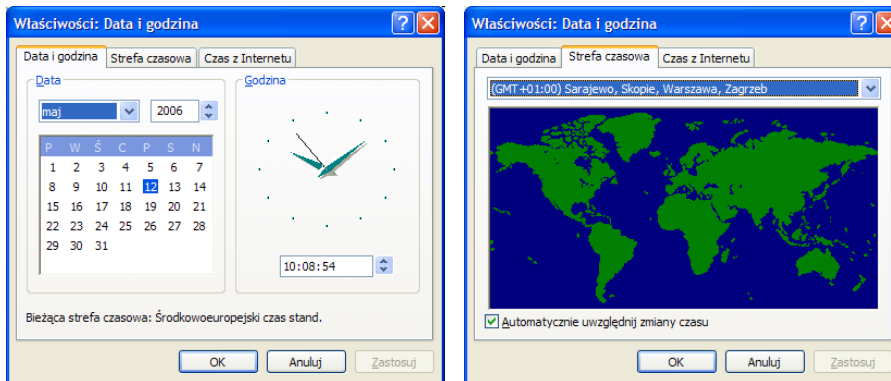 Właściwości: Data i godzina
Data i godzina Strefa czasowa Czas z Internetu
Data
Godzina
maj 2006
P W Ś C P S N
1 2 3 4 5 6 7
8 9 10 11 12 13 14
15 16 17 18 19 20 21
22 23 24 25 26 27 28
29 30 31
10:08:54
Bieżąca strefa czasowa: Środkowoeuropejski czas stand.
OK Anuluj Zastosuj
Właściwości: Data i godzina
Data i godzina Strefa czasowa Czas z Internetu
(GMT+01:00) Sarajewo, Skopie, Warszawa, Zagrzeb
Automatycznie uwzględnij zmiany czasu
OK Anuluj Zastosuj